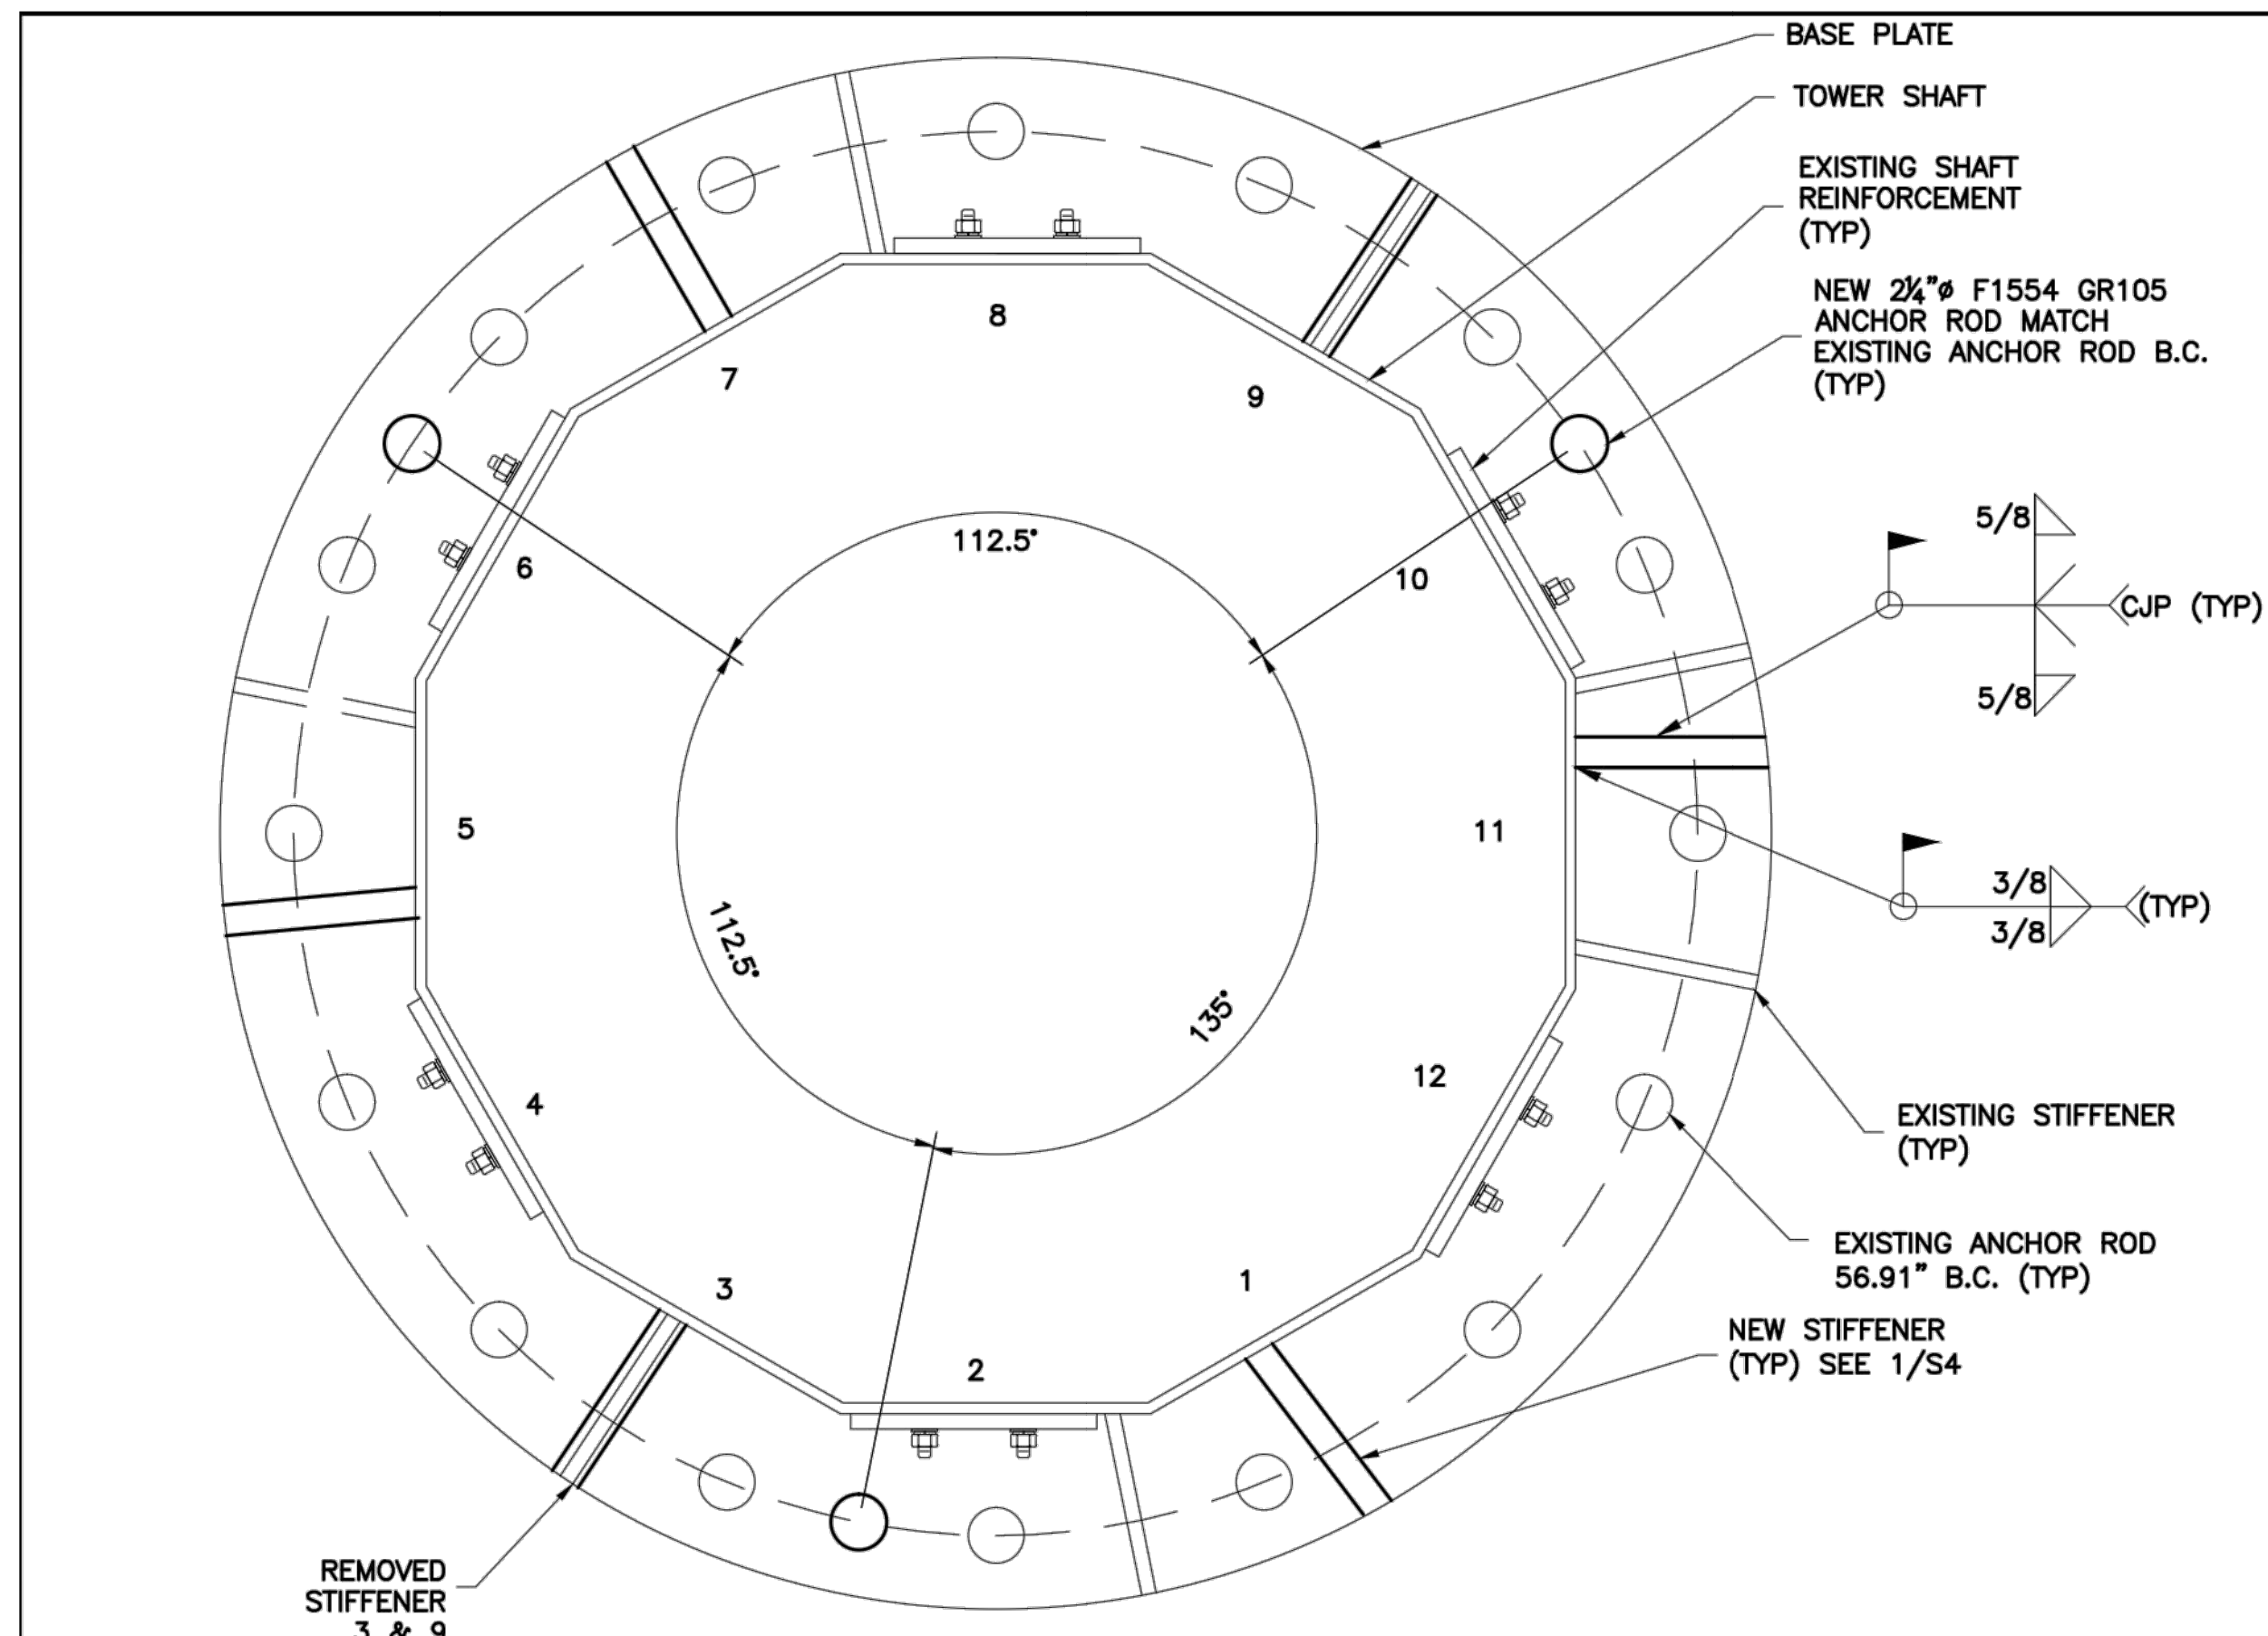 BASE PLATE
TOWER SHAFT
EXISTING SHAFT
REINFORCEMENT
(TYP)
NEW 2¼"ø F1554 GR105
ANCHOR ROD MATCH
EXISTING ANCHOR ROD B.C.
(TYP)
8
7
9
112.5°
6
10
5/8
CJP (TYP)
5/8
5
11
3/8
(TYP)
3/8
112.5°
135°
4
12
EXISTING STIFFENER
(TYP)
EXISTING ANCHOR ROD
56.91" B.C. (TYP)
3
1
2
NEW STIFFENER
(TYP) SEE 1/S4
REMOVED
STIFFENER
3 & 9